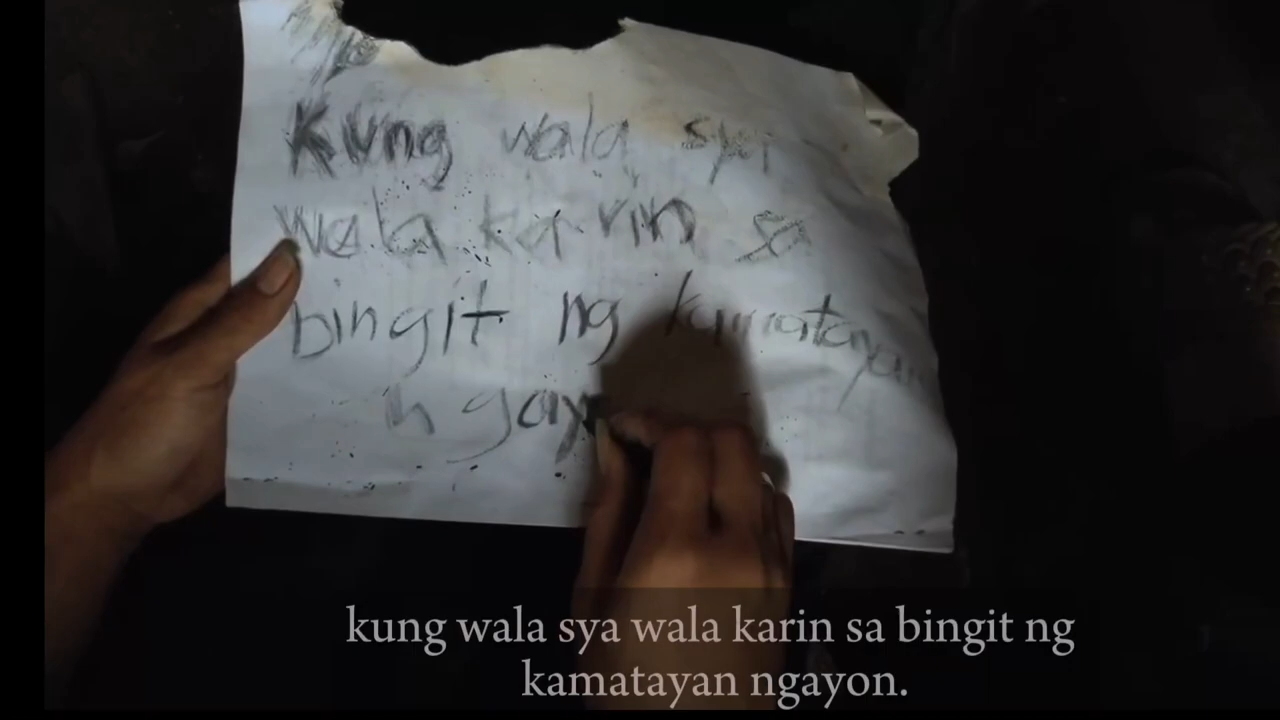 Kung wala sya
wala karin sa
bingit ng kamatayan
ngay
kung wala sya wala karin sa bingit ng
kamatayan ngayon.